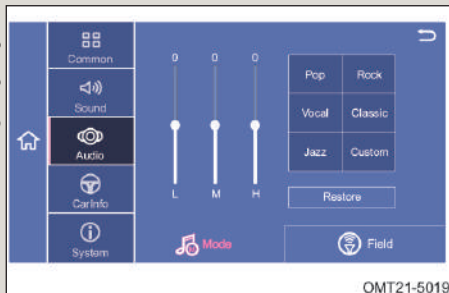 Common
Sound
Audio
CarInfo
System
0 0 0
L M H
Pop Rock
Vocal Classic
Jazz Custom
Restore
Mode
Field
OMT21-5019